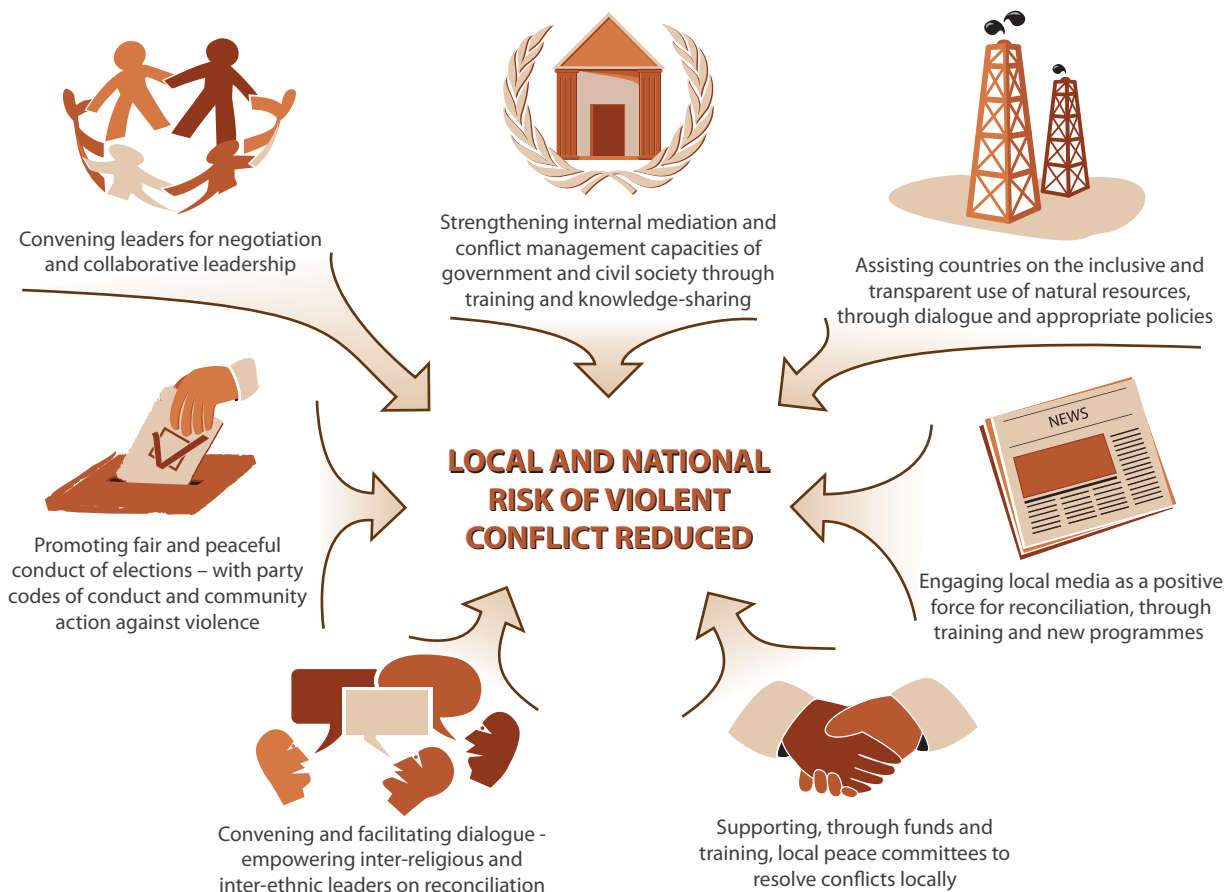 Convening leaders for negotiation
and collaborative leadership
Strengthening internal mediation and
conflict management capacities of
government and civil society through
training and knowledge-sharing
Assisting countries on the inclusive and
transparent use of natural resources,
through dialogue and appropriate policies
Promoting fair and peaceful
conduct of elections – with party
codes of conduct and community
action against violence
LOCAL AND NATIONAL
RISK OF VIOLENT
CONFLICT REDUCED
NEWS
Engaging local media as a positive
force for reconciliation, through
training and new programmes
Convening and facilitating dialogue -
empowering inter-religious and
inter-ethnic leaders on reconciliation
Supporting, through funds and
training, local peace committees to
resolve conflicts locally